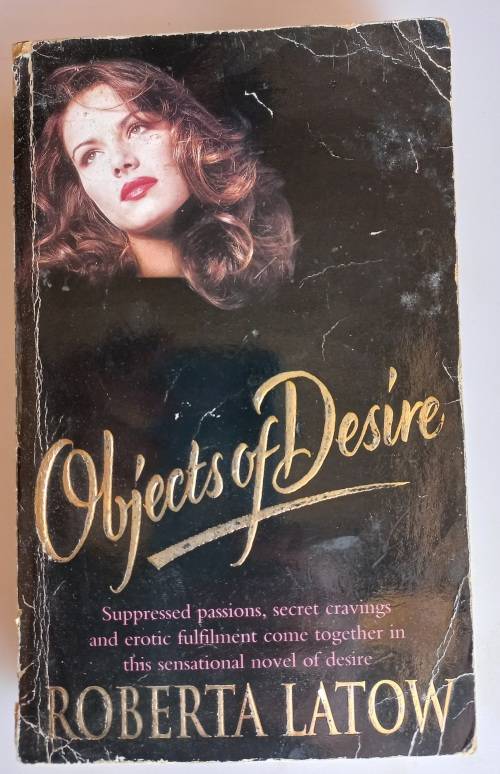 Objects of Desire
Suppressed passions, secret cravings
and erotic fulfilment come together in
this sensational novel of desire
ROBERTA LATOW